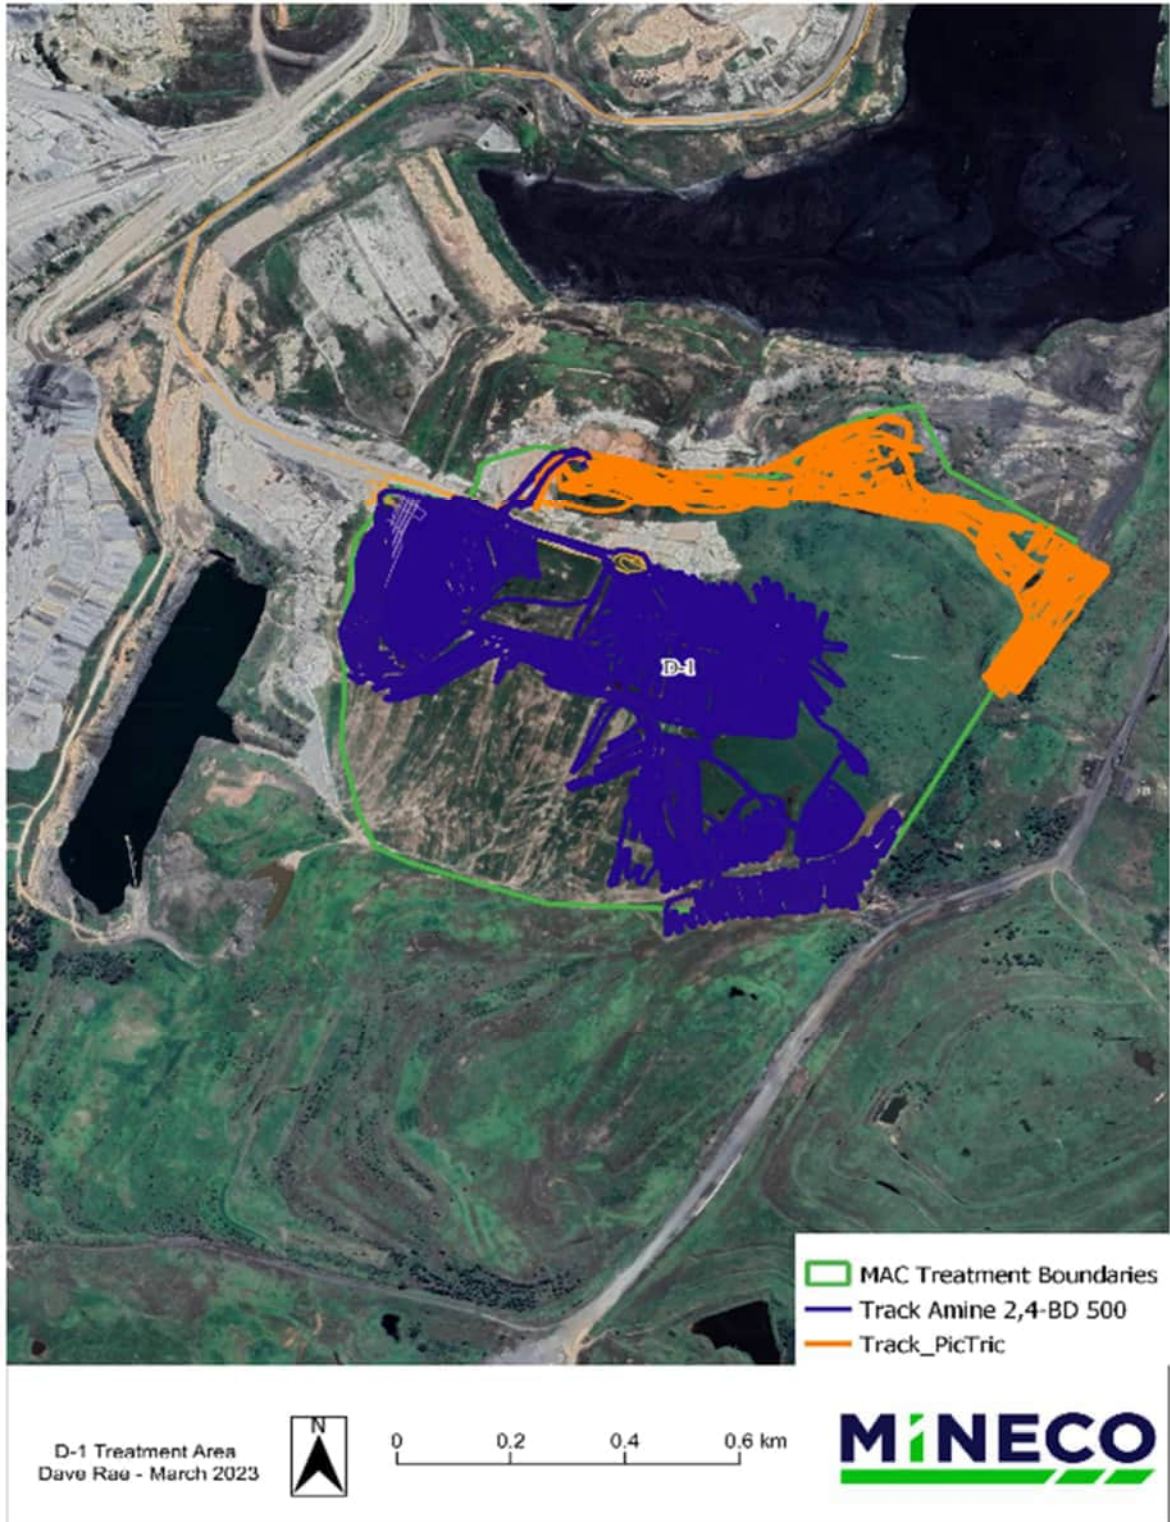 D-1
MAC Treatment Boundaries
Track Amine 2,4-BD 500
Track_PicTric
D-1 Treatment Area
Dave Rae - March 2023
N
0 0.2 0.4 0.6 km
MiNECO